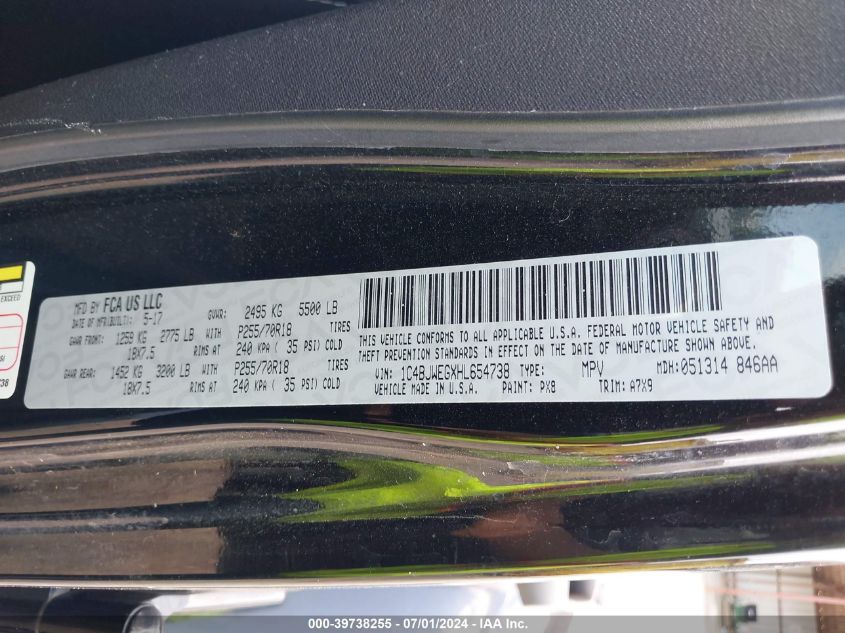 MFD BY FCA US LLC
DATE OF MFR(BUILT): 5-17 GVWR: 2495 KG 5500 LB
GAWR FRONT: 1259 KG 2775 LB WITH P255/70R18 TIRES
18X7.5 RIMS AT 240 KPA ( 35 PSI) COLD
GAWR REAR: 1452 KG 3200 LB WITH P255/70R18 TIRES
18X7.5 RIMS AT 240 KPA ( 35 PSI) COLD
THIS VEHICLE CONFORMS TO ALL APPLICABLE U.S.A. FEDERAL MOTOR VEHICLE SAFETY AND
THEFT PREVENTION STANDARDS IN EFFECT ON THE DATE OF MANUFACTURE SHOWN ABOVE.
VIN: 1C4BJWEGXHL654738 TYPE: MPV MDH: 051314 846AA
MADE IN U.S.A. PAINT: PX8 TRIM: A7X9
EXCEED
SI
738
000-39738255 - 07/01/2024 - IAA Inc.